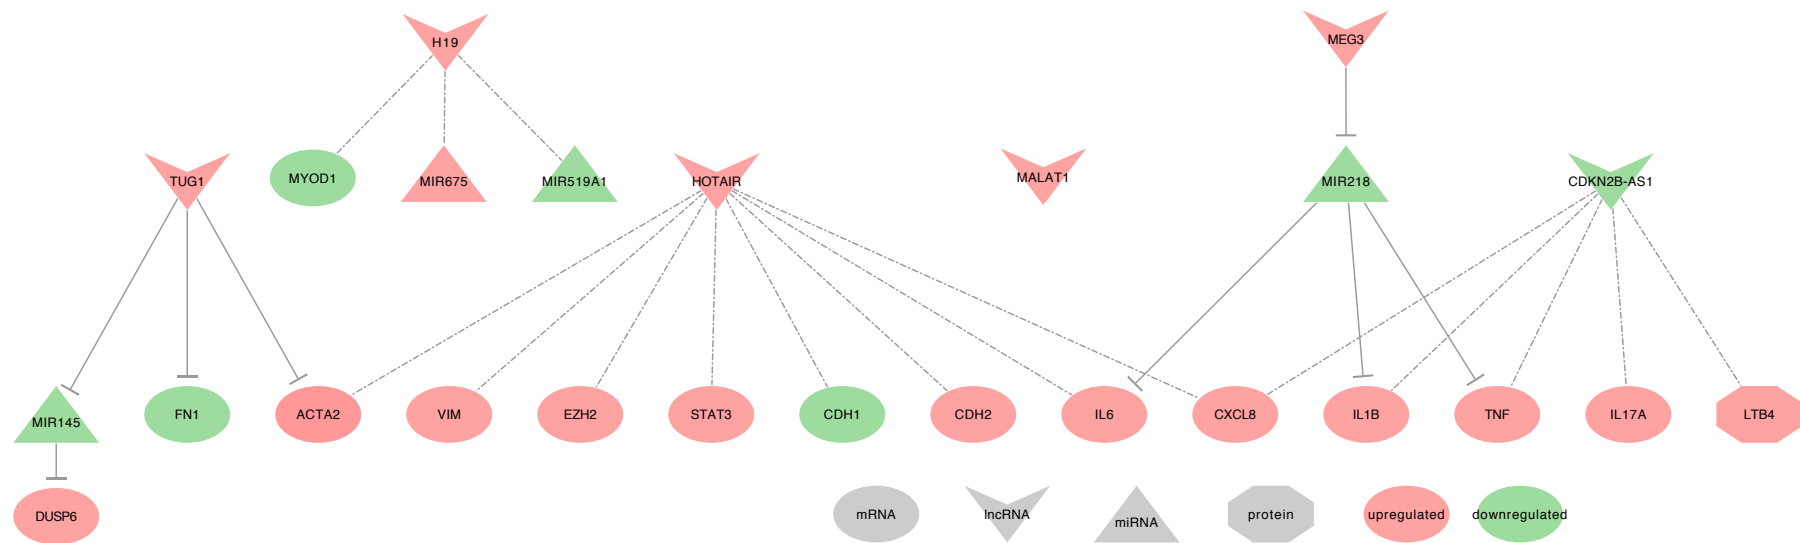 H19
MEG3
TUG1
MYOD1
MIR675
MIR519A1
HOTAIR
MALAT1
MIR218
CDKN2B-AS1
MIR145
FN1
ACTA2
VIM
EZH2
STAT3
CDH1
CDH2
IL6
CXCL8
IL1B
TNF
IL17A
LTB4
DUSP6
mRNA
lncRNA
miRNA
protein
upregulated
downregulated